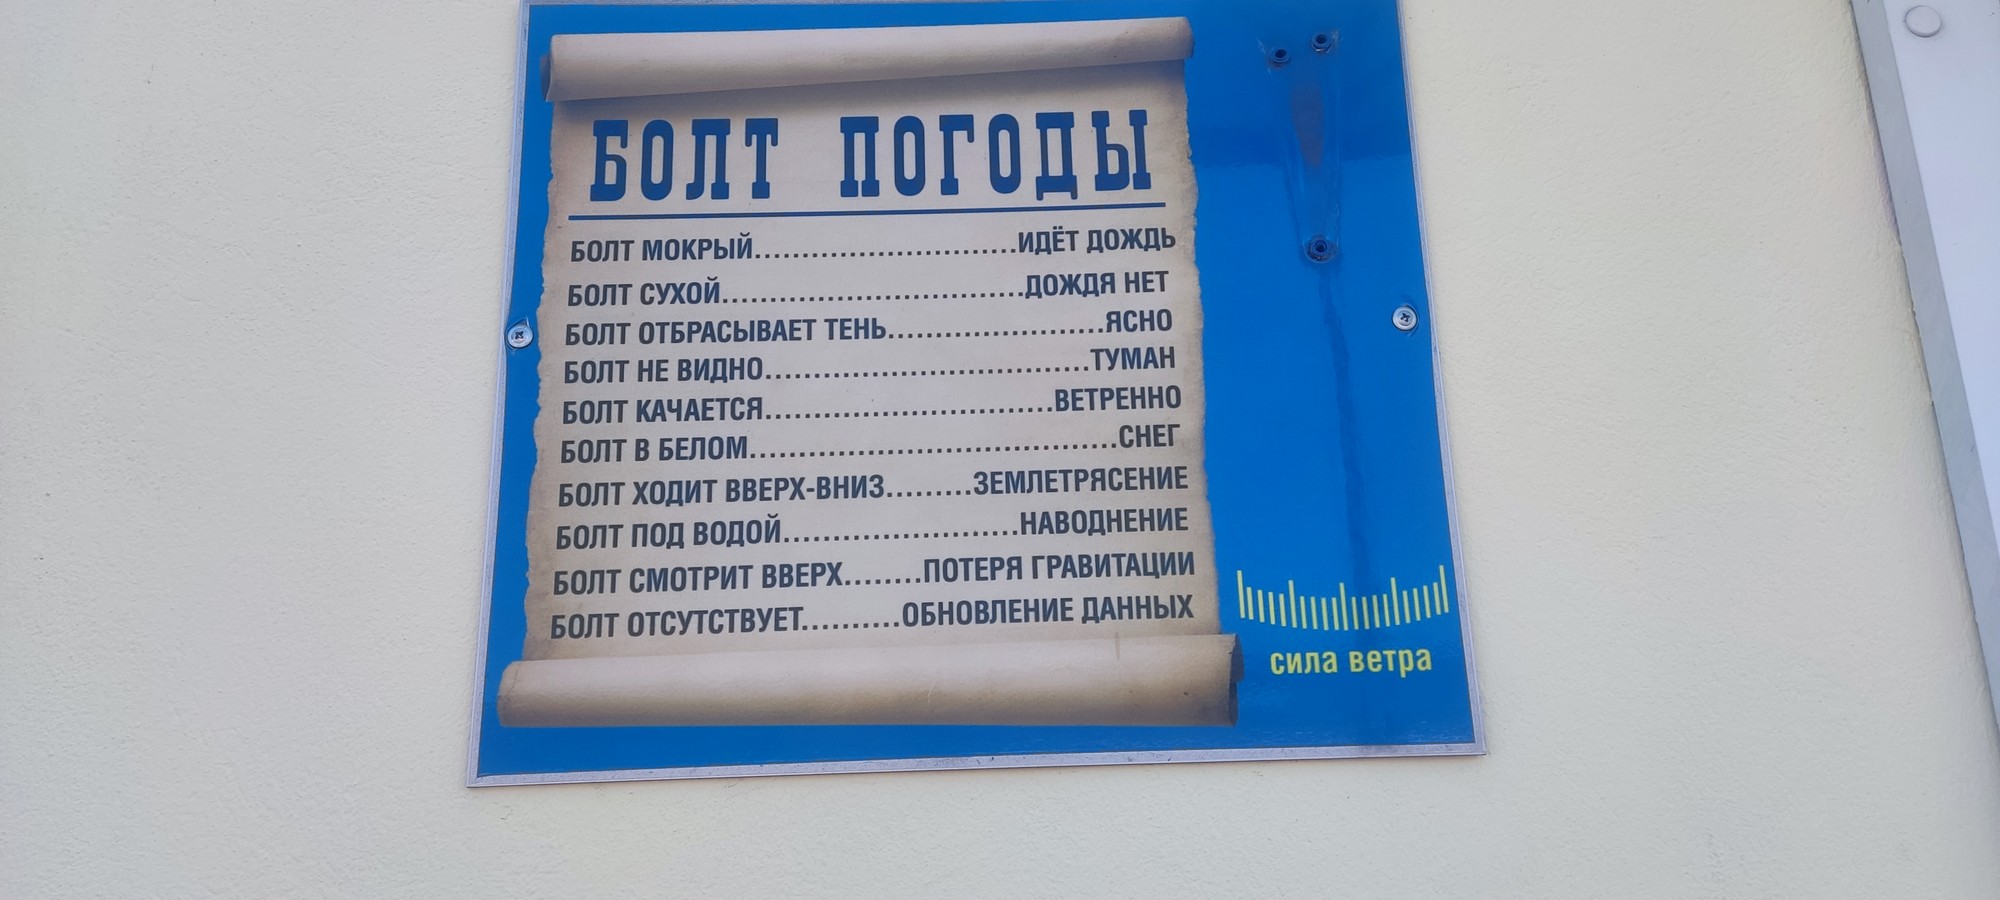 БОЛТ ПОГОДЫ
БОЛТ МОКРЫЙ............................ИДЁТ ДОЖДЬ
БОЛТ СУХОЙ................................ДОЖДЯ НЕТ
БОЛТ ОТБРАСЫВАЕТ ТЕНЬ.......................ЯСНО
БОЛТ НЕ ВИДНО..................................ТУМАН
БОЛТ КАЧАЕТСЯ..............................ВЕТРЕННО
БОЛТ В БЕЛОМ.......................................СНЕГ
БОЛТ ХОДИТ ВВЕРХ-ВНИЗ.........ЗЕМЛЕТРЯСЕНИЕ
БОЛТ ПОД ВОДОЙ.........................НАВОДНЕНИЕ
БОЛТ СМОТРИТ ВВЕРХ........ПОТЕРЯ ГРАВИТАЦИИ
БОЛТ ОТСУТСТВУЕТ..........ОБНОВЛЕНИЕ ДАННЫХ
сила ветра